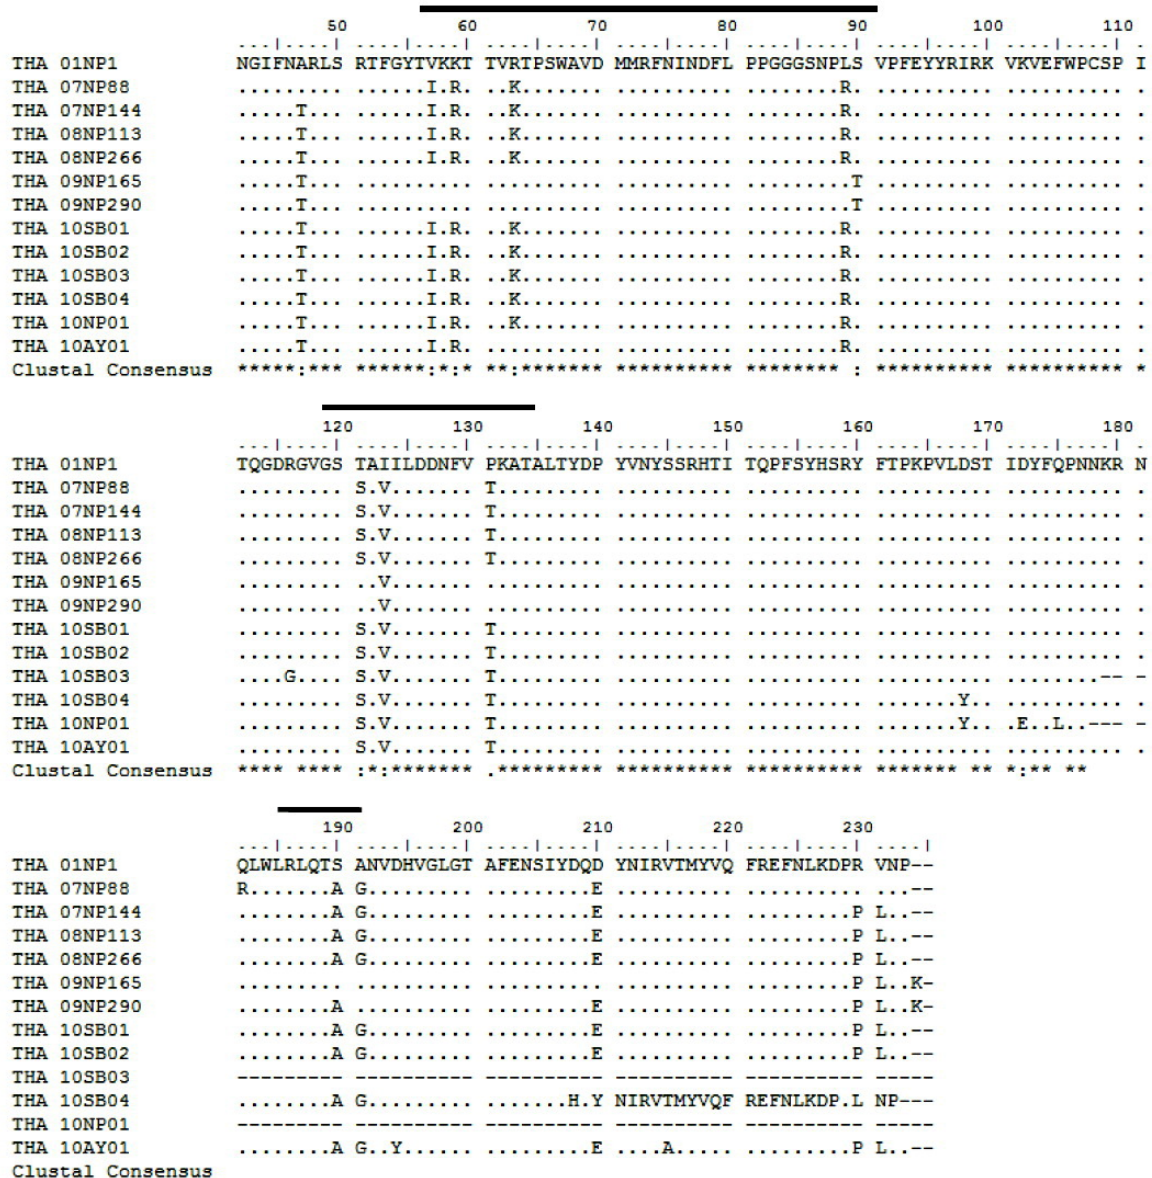 50 60 70 80 90 100 110
....|....| ....|....| ....|....| ....|....| ....|....| ....|....| ....|....|
THA 01NP1 NGIFNARLS RTFGYTVKKT TVRTPSWAVD MMRFNINDFL PPGGGSNPLS VPFEYYRIRK VKVEFWPCSP I
THA 07NP88 ......... ......I.R. ..K....... .......... ........R. .......... .......... .
THA 07NP144 .....T... ......I.R. ..K....... .......... ........R. .......... .......... .
THA 08NP113 .....T... ......I.R. ..K....... .......... ........R. .......... .......... .
THA 08NP266 .....T... ......I.R. ..K....... .......... ........R. .......... .......... .
THA 09NP165 .....T... .......... .......... .......... .........T .......... .......... .
THA 09NP290 .....T... .......... .......... .......... .........T .......... .......... .
THA 10SB01 .....T... ......I.R. ..K....... .......... ........R. .......... .......... .
THA 10SB02 .....T... ......I.R. ..K....... .......... ........R. .......... .......... .
THA 10SB03 .....T... ......I.R. ..K....... .......... ........R. .......... .......... .
THA 10SB04 .....T... ......I.R. ..K....... .......... ........R. .......... .......... .
THA 10NP01 .....T... ......I.R. ..K....... .......... ........R. .......... .......... .
THA 10AY01 .....T... ......I.R. .......... .......... ........R. .......... .......... .
Clustal Consensus *****:*** ******:*:* **:******* ********** ******** : ********** ********** *
120 130 140 150 160 170 180
...|....| ....|....| ....|....| ....|....| ....|....| ....|....| ....|....| .
THA 01NP1 TQGDRGVGS TAIILDDNFV PKATALTYDP YVNYSSRHTI TQPFSYHSRY FTPKPVLDST IDYFQPNNKR N
THA 07NP88 ......... S.V....... T......... .......... .......... .......... .......... .
THA 07NP144 ......... S.V....... T......... .......... .......... .......... .......... .
THA 08NP113 ......... S.V....... T......... .......... .......... .......... .......... .
THA 08NP266 ......... S.V....... T......... .......... .......... .......... .......... .
THA 09NP165 ......... ..V....... .......... .......... .......... .......... .......... .
THA 09NP290 ......... ..V....... .......... .......... .......... .......... .......... .
THA 10SB01 ......... S.V....... T......... .......... .......... .......... .......... .
THA 10SB02 ......... S.V....... T......... .......... .......... .......... .......... .
THA 10SB03 ....G.... S.V....... T......... .......... .......... .......... ........-- -
THA 10SB04 ......... S.V....... T......... .......... .......... .......Y.. .......... .
THA 10NP01 ......... S.V....... T......... .......... .......... .......Y.. .E..L..--- -
THA 10AY01 ......... S.V....... T......... .......... .......... .......... .......... .
Clustal Consensus **** **** :*:******* .********* ********** ********** ******* ** *:** **
190 200 210 220 230
...|....| ....|....| ....|....| ....|....| ....|....| ....|
THA 01NP1 QLWLRLQTS ANVDHVGLGT AFENSIYDQD YNIRVTMYVQ FREFNLKDPR VNP--
THA 07NP88 R.......A G......... .........E .......... .......... ...--
THA 07NP144 ........A G......... .........E .......... .........P L..--
THA 08NP113 ........A G......... .........E .......... .........P L..--
THA 08NP266 ........A G......... .........E .......... .........P L..--
THA 09NP165 ......... .......... .......... .......... .........P L..K-
THA 09NP290 ........A .......... .........E .......... .........P L..K-
THA 10SB01 ........A G......... .........E .......... .........P L..--
THA 10SB02 ........A G......... .........E .......... .........P L..--
THA 10SB03 --------- ---------- ---------- ---------- ---------- -----
THA 10SB04 ........A G......... .......H.Y NIRVTMYVQF REFNLKDP.L NP---
THA 10NP01 --------- ---------- ---------- ---------- ---------- -----
THA 10AY01 ........A G..Y...... .........E ....A..... .........P L..--
Clustal Consensus